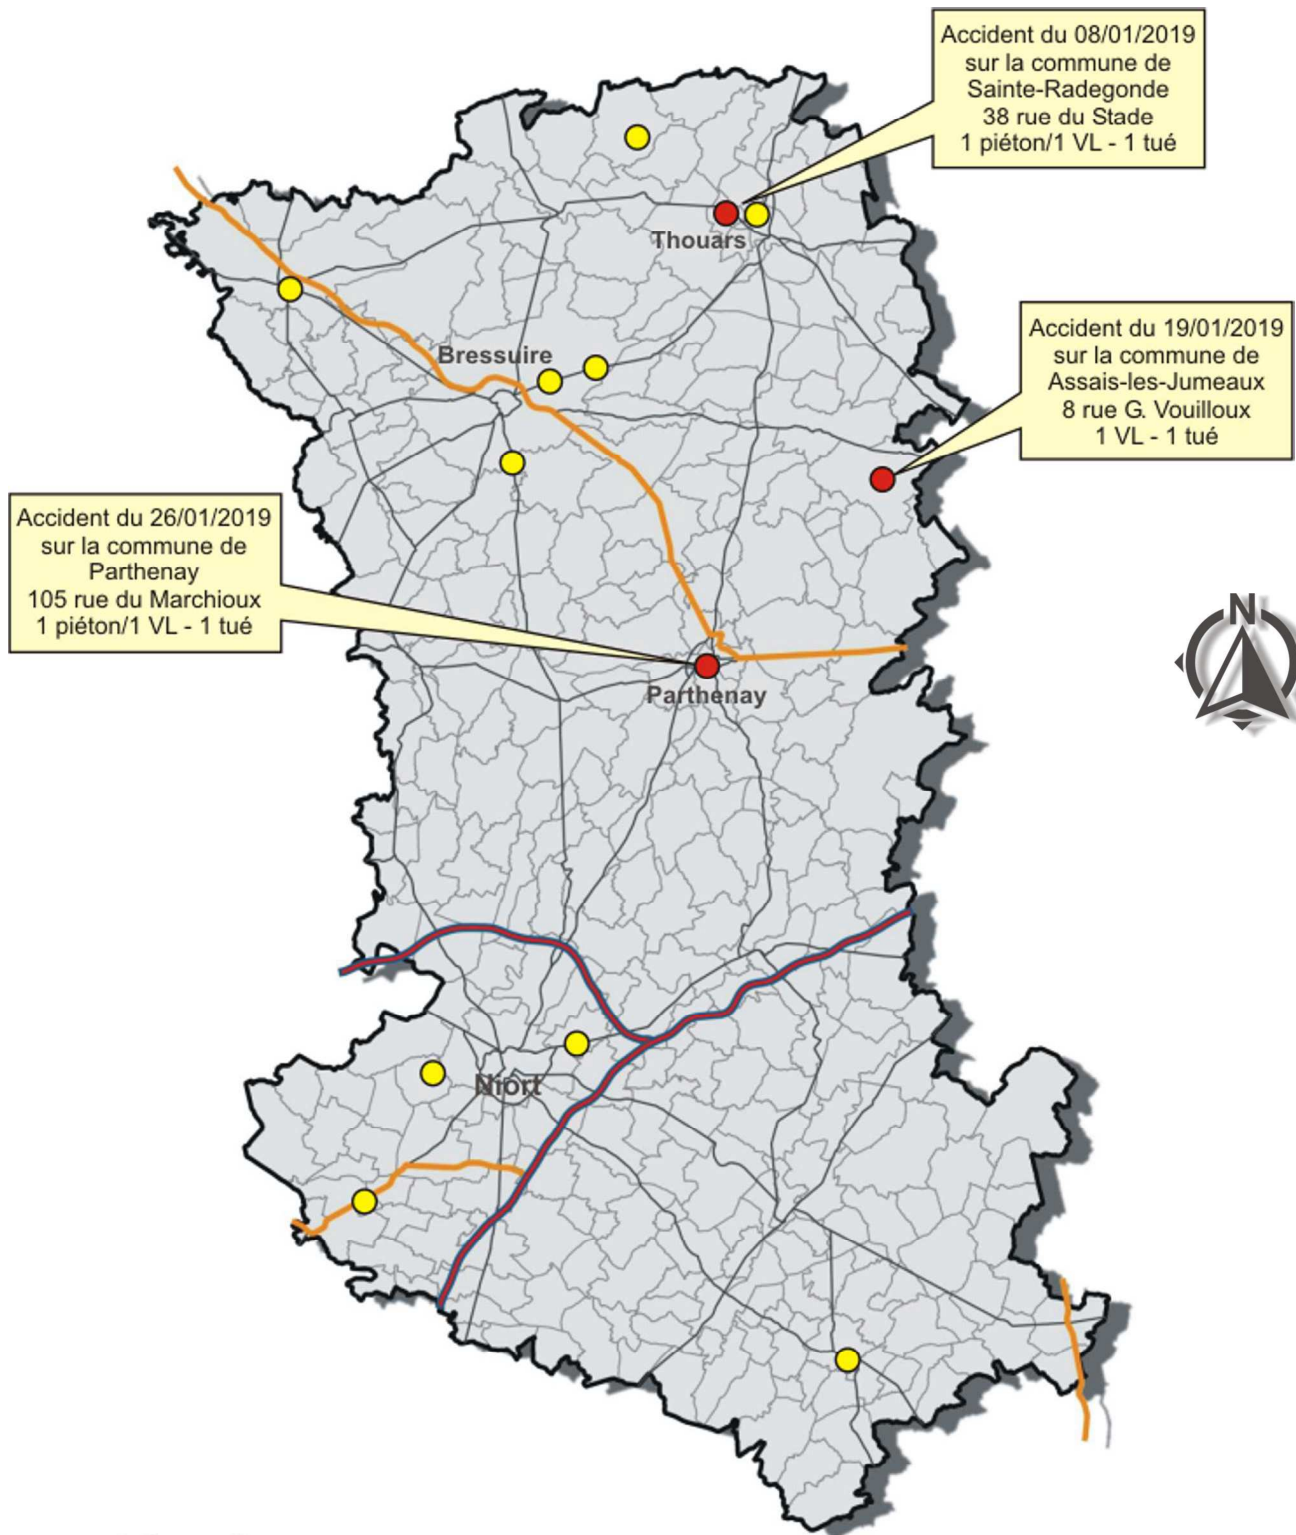 Accident du 08/01/2019
sur la commune de
Sainte-Radegonde
38 rue du Stade
1 piéton/1 VL - 1 tué
Thouars
Accident du 19/01/2019
sur la commune de
Assais-les-Jumeaux
8 rue G. Vouilloux
1 VL - 1 tué
Bressuire
Accident du 26/01/2019
sur la commune de
Parthenay
105 rue du Marchioux
1 piéton/1 VL - 1 tué
N
Parthenay
Niort